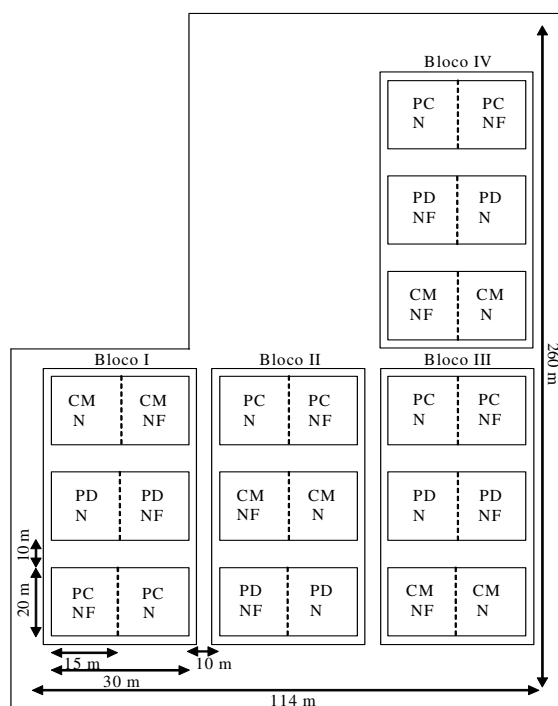 Bloco IV
PC PC
N NF
PD PD
NF N
CM CM
NF N
260 m
Bloco I Bloco II Bloco III
CM CM PC PC PC PC
N NF N NF N NF
PD PD CM CM PD PD
N NF NF N N NF
10 m
PC PC PD PD CM CM
NF N NF N NF N
20 m
15 m 10 m
30 m
114 m